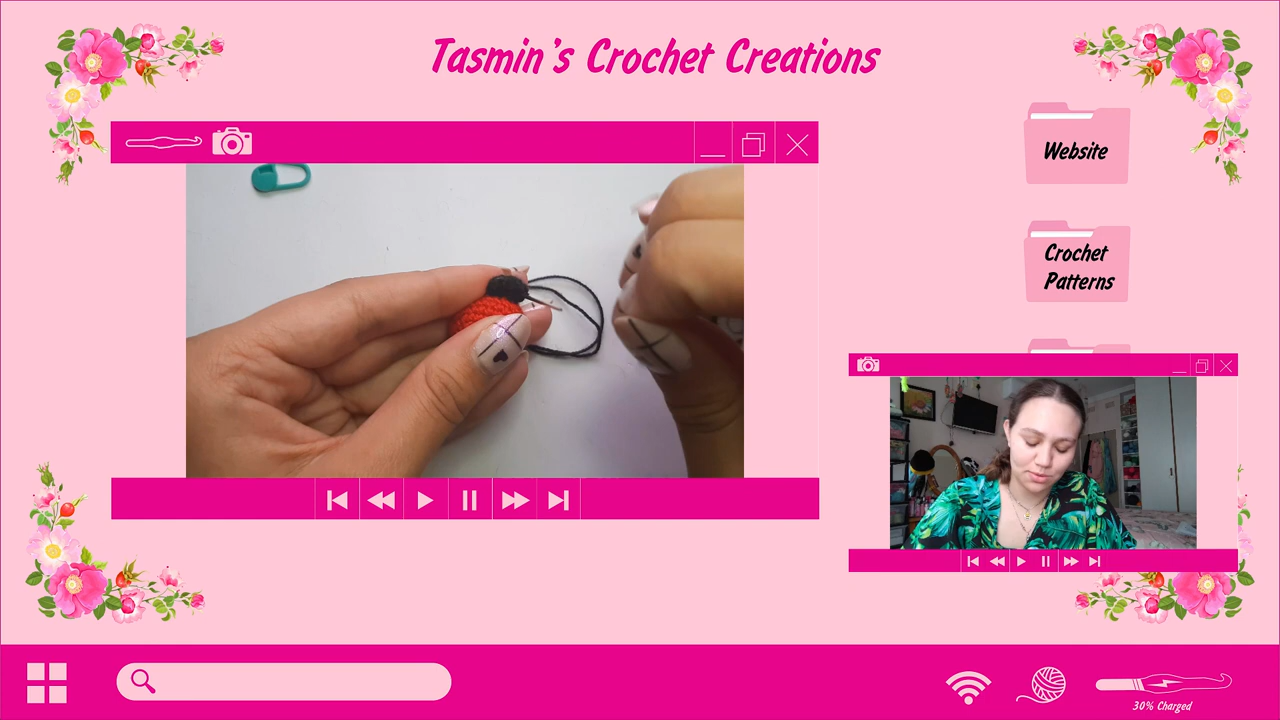 Tasmin's Crochet Creations
Website
Crochet
Patterns
30% Charged